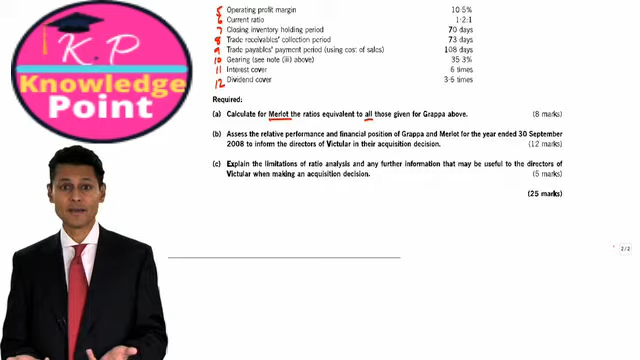 K.P
Knowledge
Point
5 Operating profit margin 10·5%
6 Current ratio 1·2:1
7 Closing inventory holding period 70 days
8 Trade receivables' collection period 73 days
9 Trade payables' payment period (using cost of sales) 108 days
10 Gearing (see note (iii) above) 35·3%
11 Interest cover 6 times
12 Dividend cover 3·6 times
Required:
(a) Calculate for Merlot the ratios equivalent to all those given for Grappa above. (8 marks)
(b) Assess the relative performance and financial position of Grappa and Merlot for the year ended 30 September
2008 to inform the directors of Victular in their acquisition decision. (12 marks)
(c) Explain the limitations of ratio analysis and any further information that may be useful to the directors of
Victular when making an acquisition decision. (5 marks)
(25 marks)
2/2